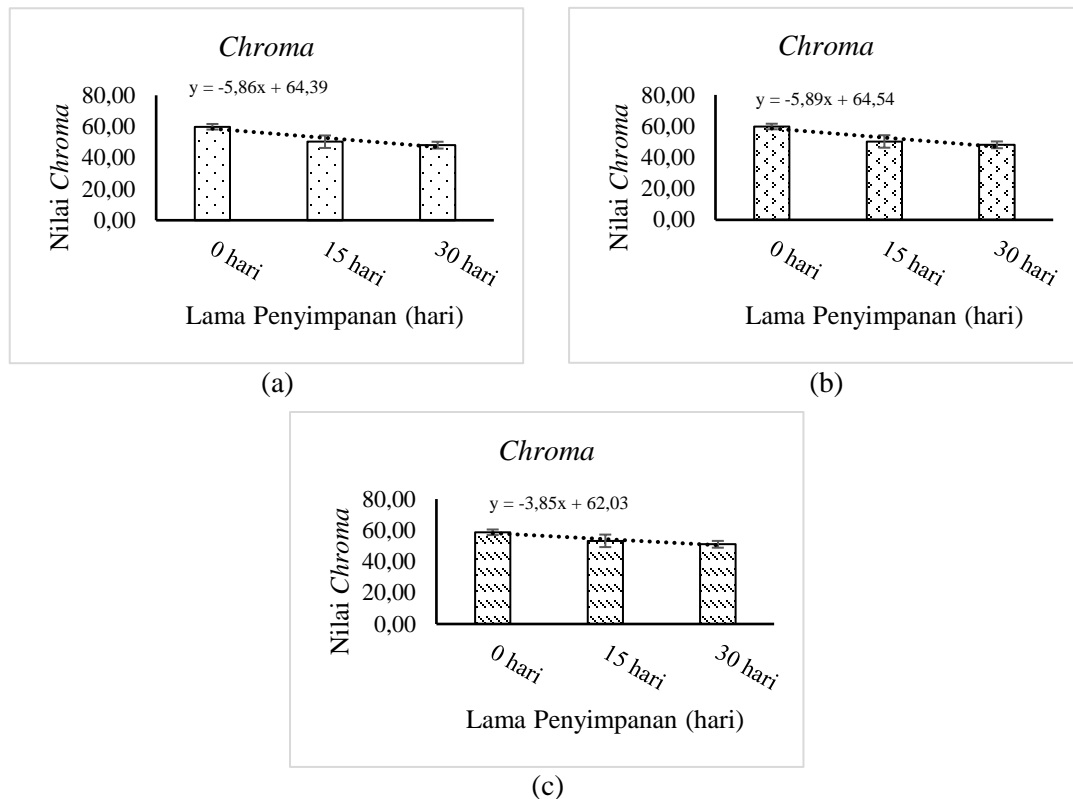 Chroma
y = -5,86x + 64,39
80,00
60,00
40,00
20,00
0,00
Nilai Chroma
0 hari
15 hari
30 hari
Lama Penyimpanan (hari)
(a)
Chroma
y = -5,89x + 64,54
80,00
60,00
40,00
20,00
0,00
Nilai Chroma
0 hari
15 hari
30 hari
Lama Penyimpanan (hari)
(b)
Chroma
y = -3,85x + 62,03
80,00
60,00
40,00
20,00
0,00
Nilai Chroma
0 hari
15 hari
30 hari
Lama Penyimpanan (hari)
(c)